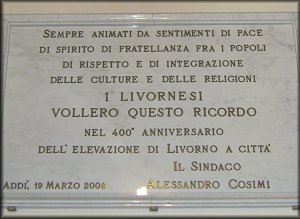 Sempre animati da sentimenti di pace
di spirito di fratellanza fra i popoli
di rispetto e di integrazione
delle culture e delle religioni
I Livornesi
vollero questo ricordo
nel 400° anniversario
dell'elevazione di Livorno a città
Il Sindaco
Addì, 19 Marzo 2006 Alessandro Cosimi